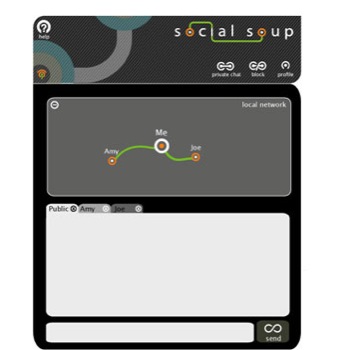 social soup
help
private chat block profile
local network
Me
Amy
Joe
Public Amy Joe
send